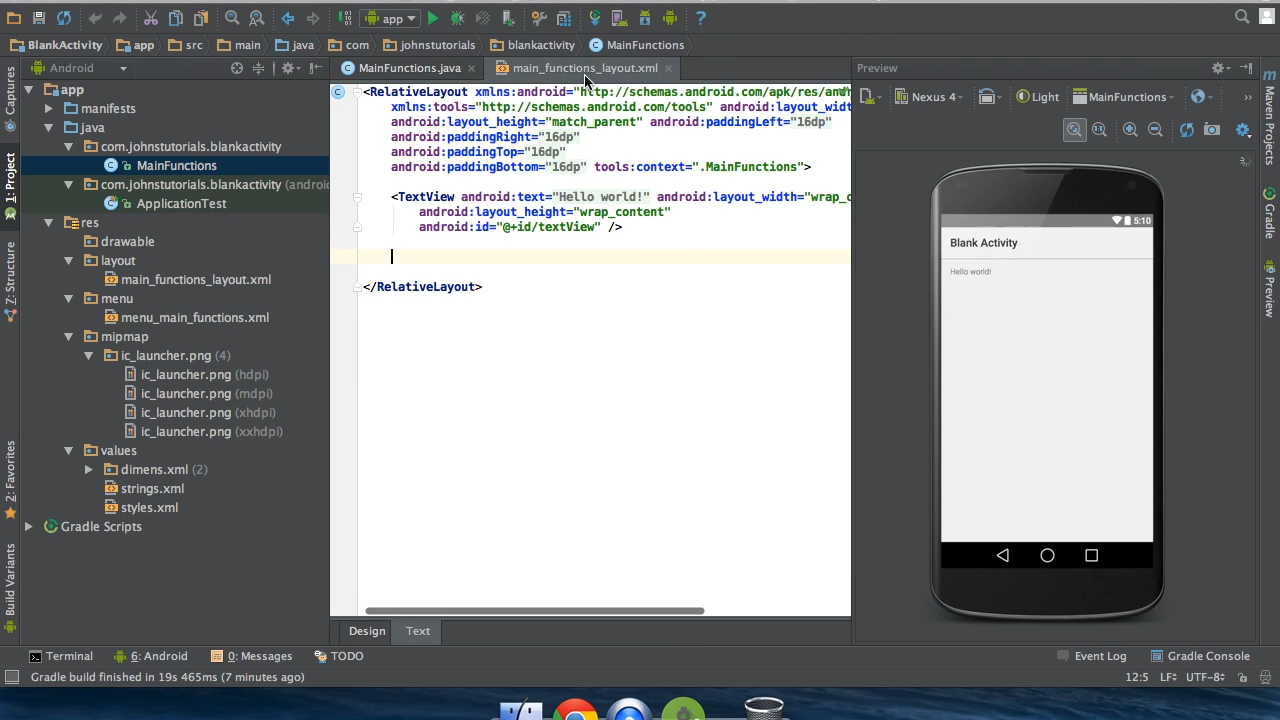 app
BlankActivity app src main java com johnstutorials blankactivity MainFunctions
Captures
1: Project
Z: Structure
2: Favorites
Build Variants
Android
app
manifests
java
com.johnstutorials.blankactivity
MainFunctions
com.johnstutorials.blankactivity (androi
ApplicationTest
res
drawable
layout
main_functions_layout.xml
menu
menu_main_functions.xml
mipmap
ic_launcher.png (4)
ic_launcher.png (hdpi)
ic_launcher.png (mdpi)
ic_launcher.png (xhdpi)
ic_launcher.png (xxhdpi)
values
dimens.xml (2)
strings.xml
styles.xml
Gradle Scripts
MainFunctions.java main_functions_layout.xml
<RelativeLayout xmlns:android="http://schemas.android.com/apk/res/andr
xmlns:tools="http://schemas.android.com/tools" android:layout_widt
android:layout_height="match_parent" android:paddingLeft="16dp"
android:paddingRight="16dp"
android:paddingTop="16dp"
android:paddingBottom="16dp" tools:context=".MainFunctions">
<TextView android:text="Hello world!" android:layout_width="wrap_c
android:layout_height="wrap_content"
android:id="@+id/textView" />
</RelativeLayout>
Design Text
Preview
Nexus 4 Light MainFunctions
5:10
Blank Activity
Hello world!
Maven Projects
Gradle
Preview
Terminal 6: Android 0: Messages TODO Event Log Gradle Console
Gradle build finished in 19s 465ms (7 minutes ago) 12:5 LF UTF-8